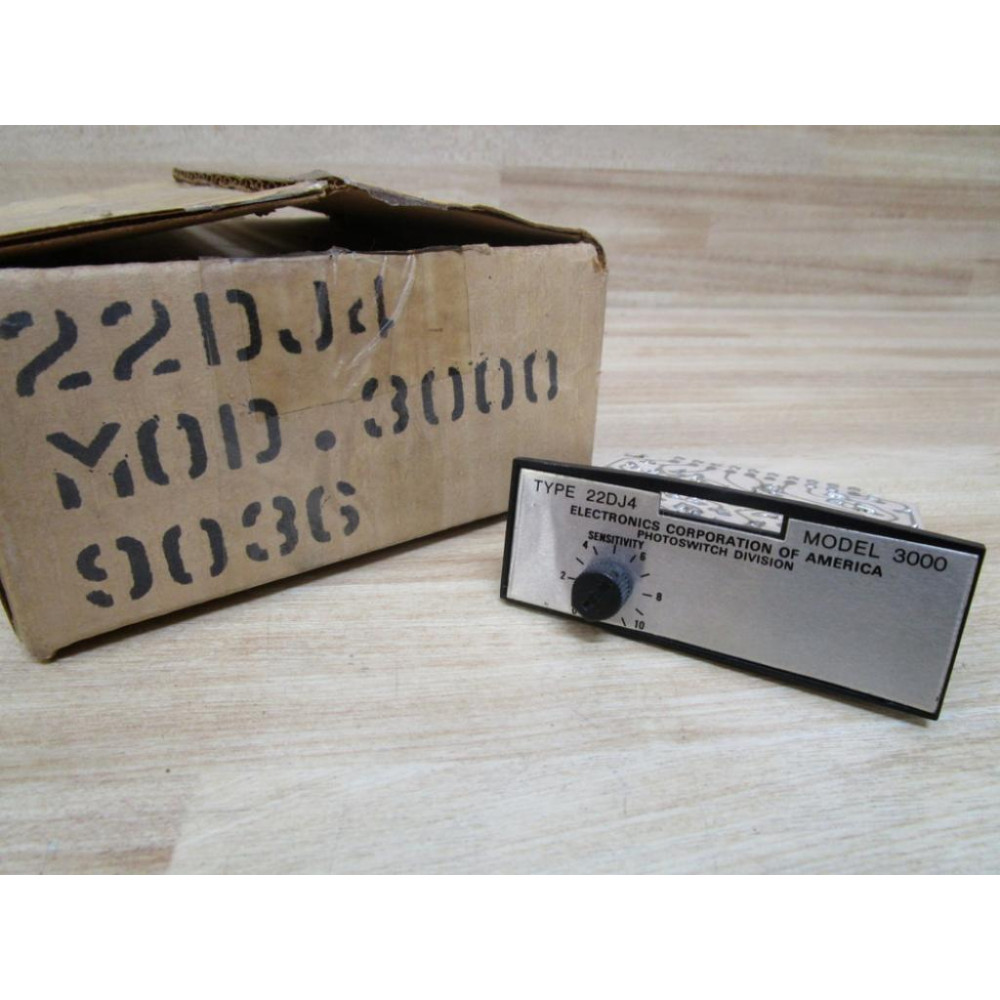 22DJ4
MOD.3000
9036
TYPE 22DJ4
MODEL 3000
ELECTRONICS CORPORATION OF AMERICA
PHOTOSWITCH DIVISION
SENSITIVITY
4 6
2 8
0 10